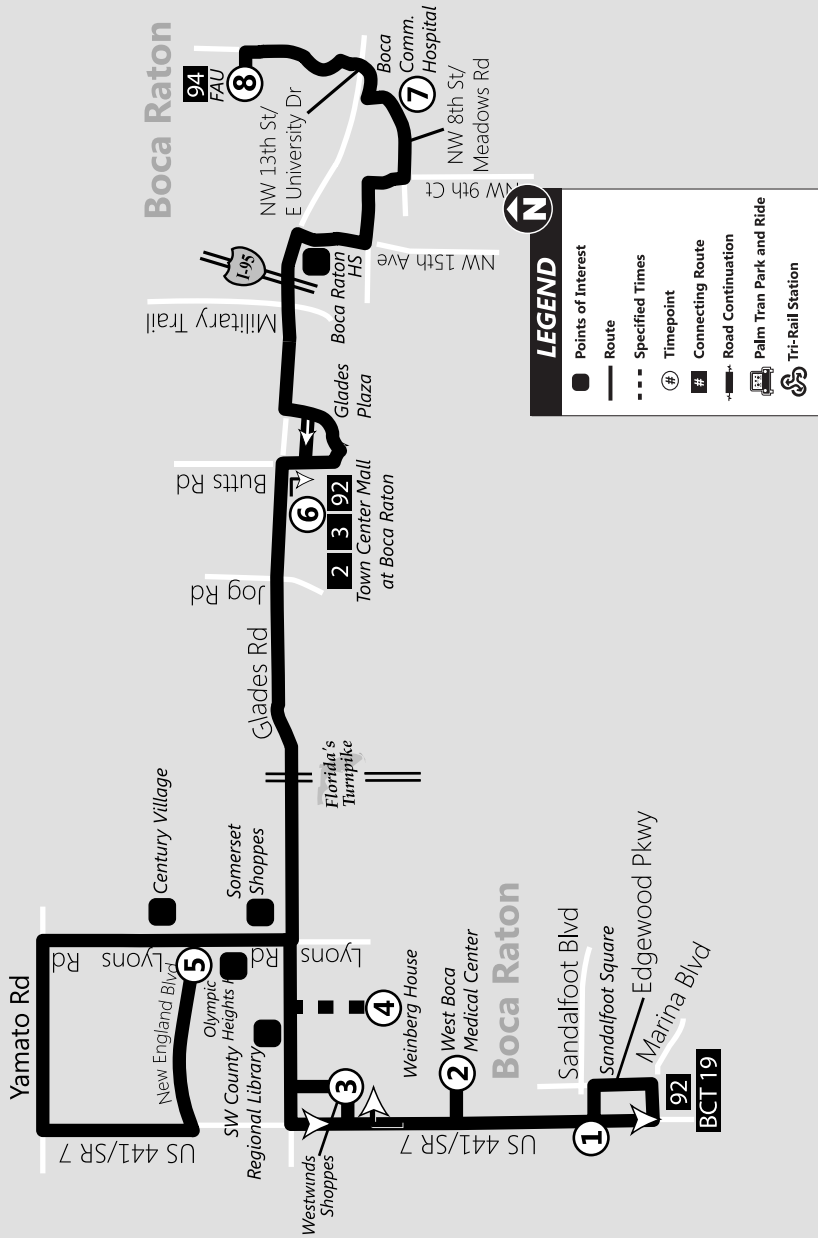 Boca Raton
94
FAU
8
NW 13th St/
E University Dr
Boca
Comm.
Hospital
7
NW 8th St/
Meadows Rd
NW 9th Ct
NW 15th Ave
I-95
Boca Raton
HS
Military Trail
Glades
Plaza
Butts Rd
6
2 3 92
Town Center Mall
at Boca Raton
Jog Rd
Glades Rd
Florida's
Turnpike
Century Village
Somerset
Shoppes
Yamato Rd
Lyons Rd
Lyons Rd
5
New England Blvd
Olympic
Heights
SW County
Regional Library
US 441/SR 7
4
Weinberg House
3
Westwinds
Shoppes
2
West Boca
Medical Center
Boca Raton
US 441/SR 7
Sandalfoot Blvd
Sandalfoot Square
1
Edgewood Pkwy
Marina Blvd
92
BCT 19
N
LEGEND
Points of Interest
Route
Specified Times
# Timepoint
# Connecting Route
Road Continuation
Palm Tran Park and Ride
Tri-Rail Station